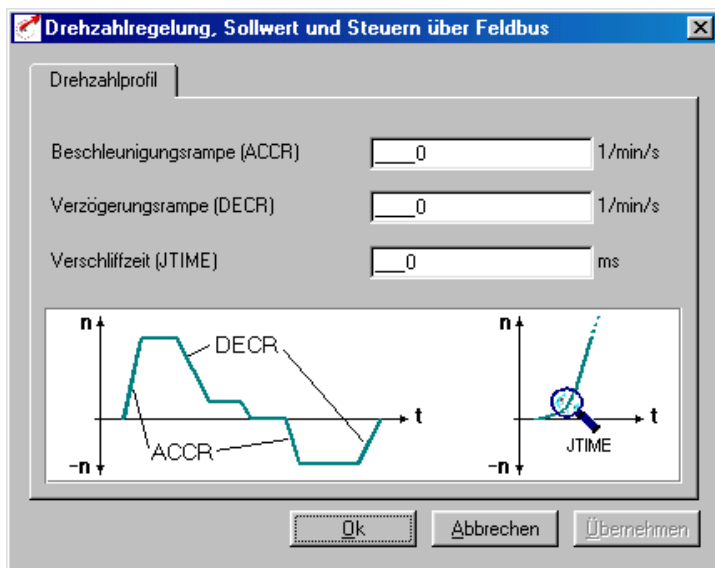 Drehzahlregelung, Sollwert und Steuern über Feldbus
Drehzahlprofil
Beschleunigungsrampe (ACCR) ____0 1/min/s
Verzögerungsrampe (DECR) ____0 1/min/s
Verschliffzeit (JTIME) ___0 ms
n n
DECR
t t
ACCR JTIME
-n -n
Ok Abbrechen Übernehmen